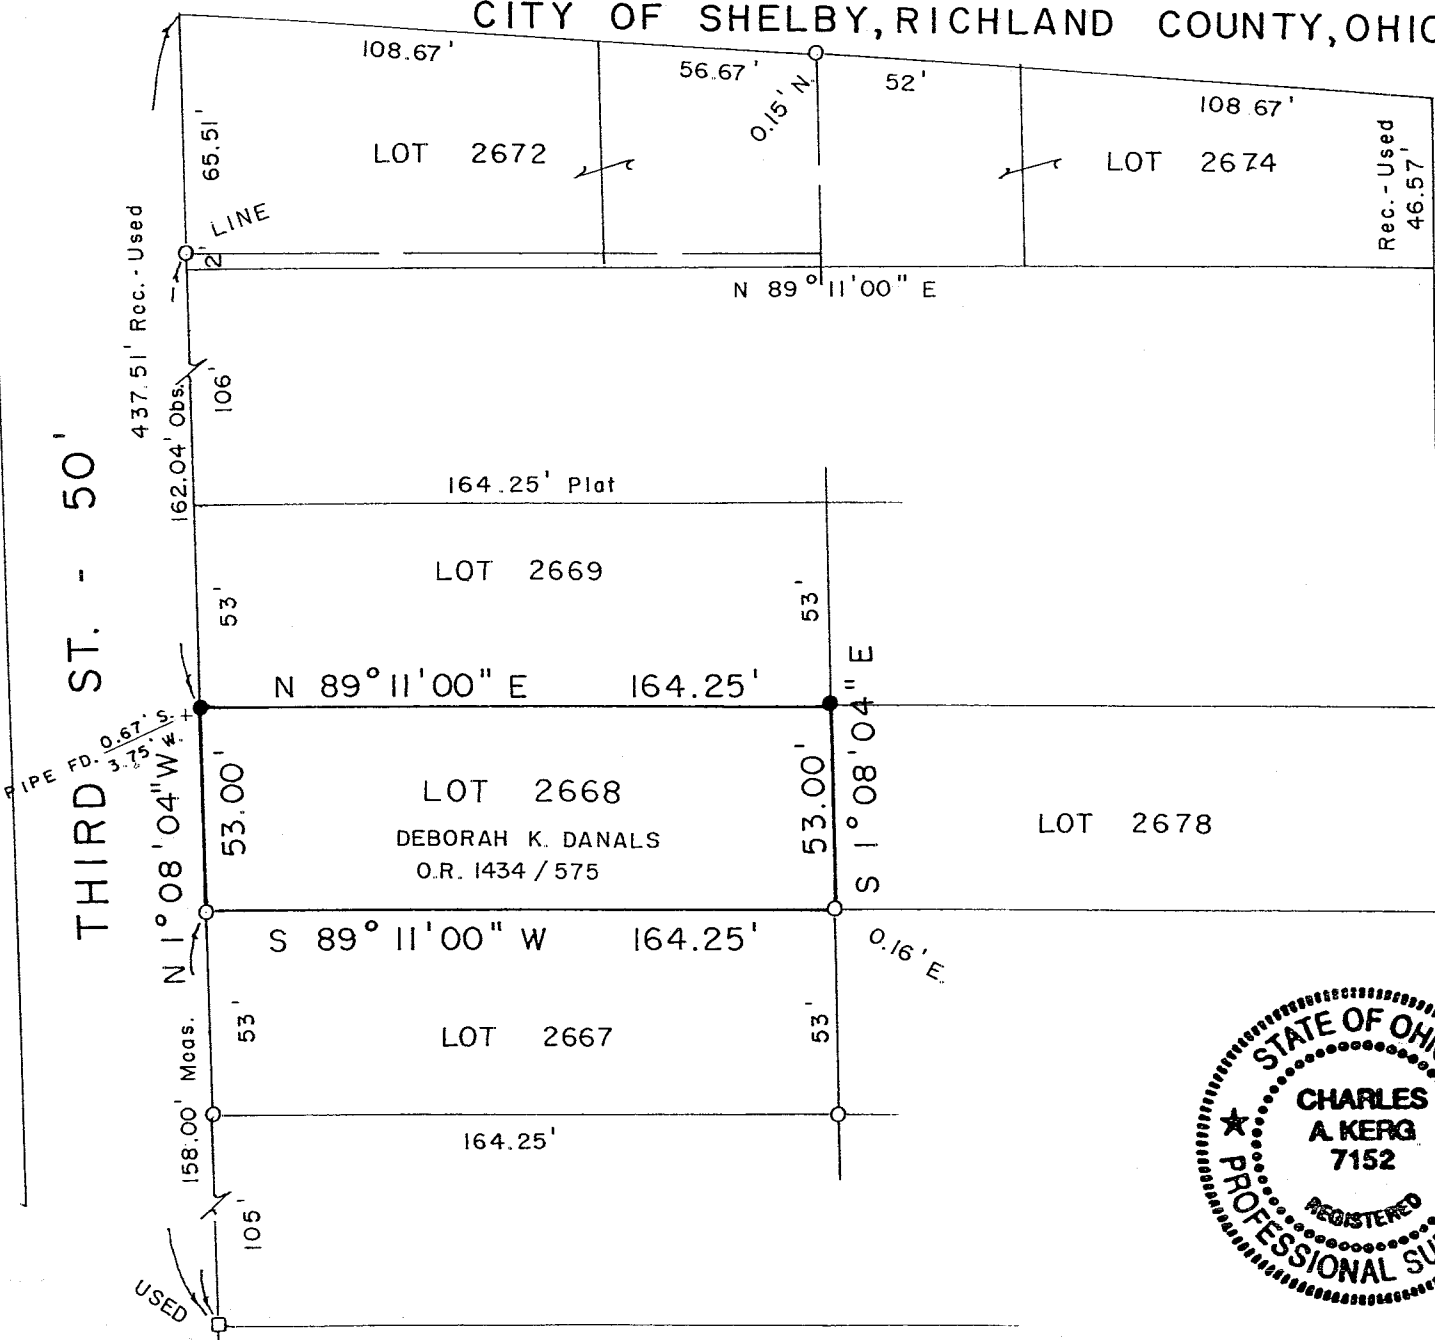 CITY OF SHELBY, RICHLAND COUNTY, OHIO
108.67'
56.67'
52'
108.67'
0.15' N.
65.51'
LOT 2672
LOT 2674
Rec. - Used
46.57'
LINE
2'
N 89°11'00" E
437.51' Rec. - Used
162.04' Obs.
106'
164.25' Plat
THIRD ST. - 50'
LOT 2669
53'
53'
N 89°11'00" E 164.25'
PIPE FD. 0.67' S.
3.75' W.
N 1°08'04" W
53.00'
LOT 2668
DEBORAH K. DANALS
O.R. 1434 / 575
53.00'
S 1°08'04" E
LOT 2678
S 89°11'00" W 164.25'
0.16' E.
53'
LOT 2667
53'
158.00' Meas.
164.25'
105'
USED
STATE OF OHI
CHARLES
A. KERG
7152
REGISTERED
PROFESSIONAL SU